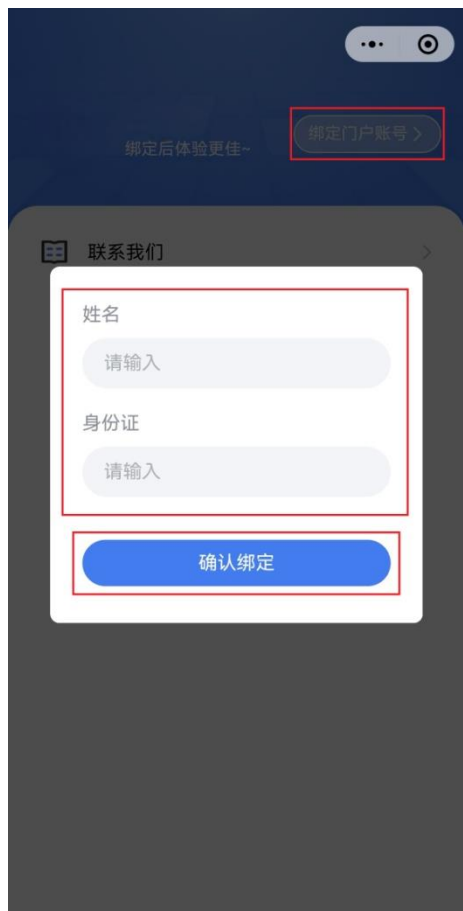 绑定门户账号
绑定后体验更佳~
联系我们
姓名
请输入
身份证
请输入
确认绑定